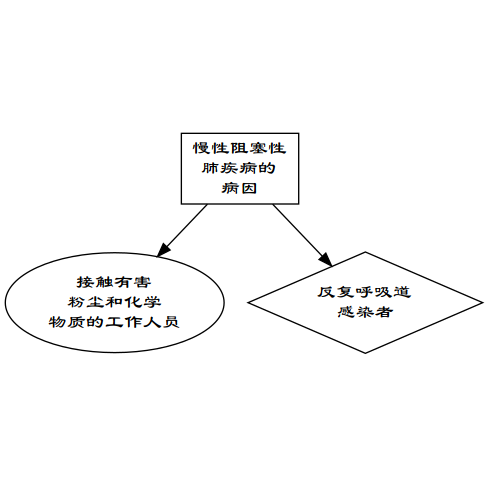 慢性阻塞性
肺疾病的
病因
接触有害
粉尘和化学
物质的工作人员
反复呼吸道
感染者